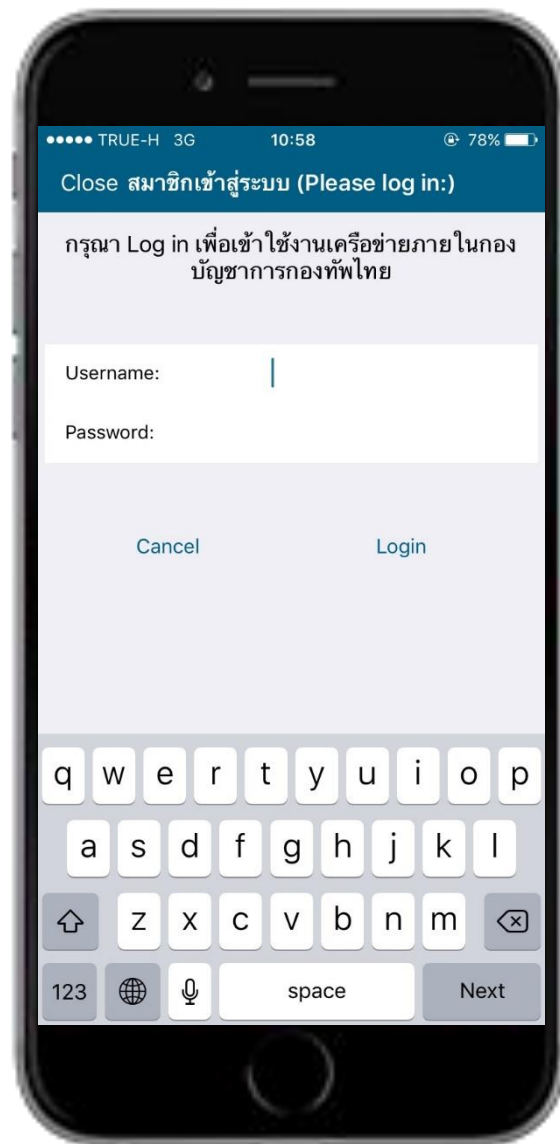 TRUE-H 3G 10:58 78%
Close สมาชิกเข้าสู่ระบบ (Please log in:)
กรุณา Log in เพื่อเข้าใช้งานเครือข่ายภายในกอง
บัญชาการกองทัพไทย
Username:
Password:
Cancel Login
q w e r t y u i o p
a s d f g h j k l
z x c v b n m
123 space Next